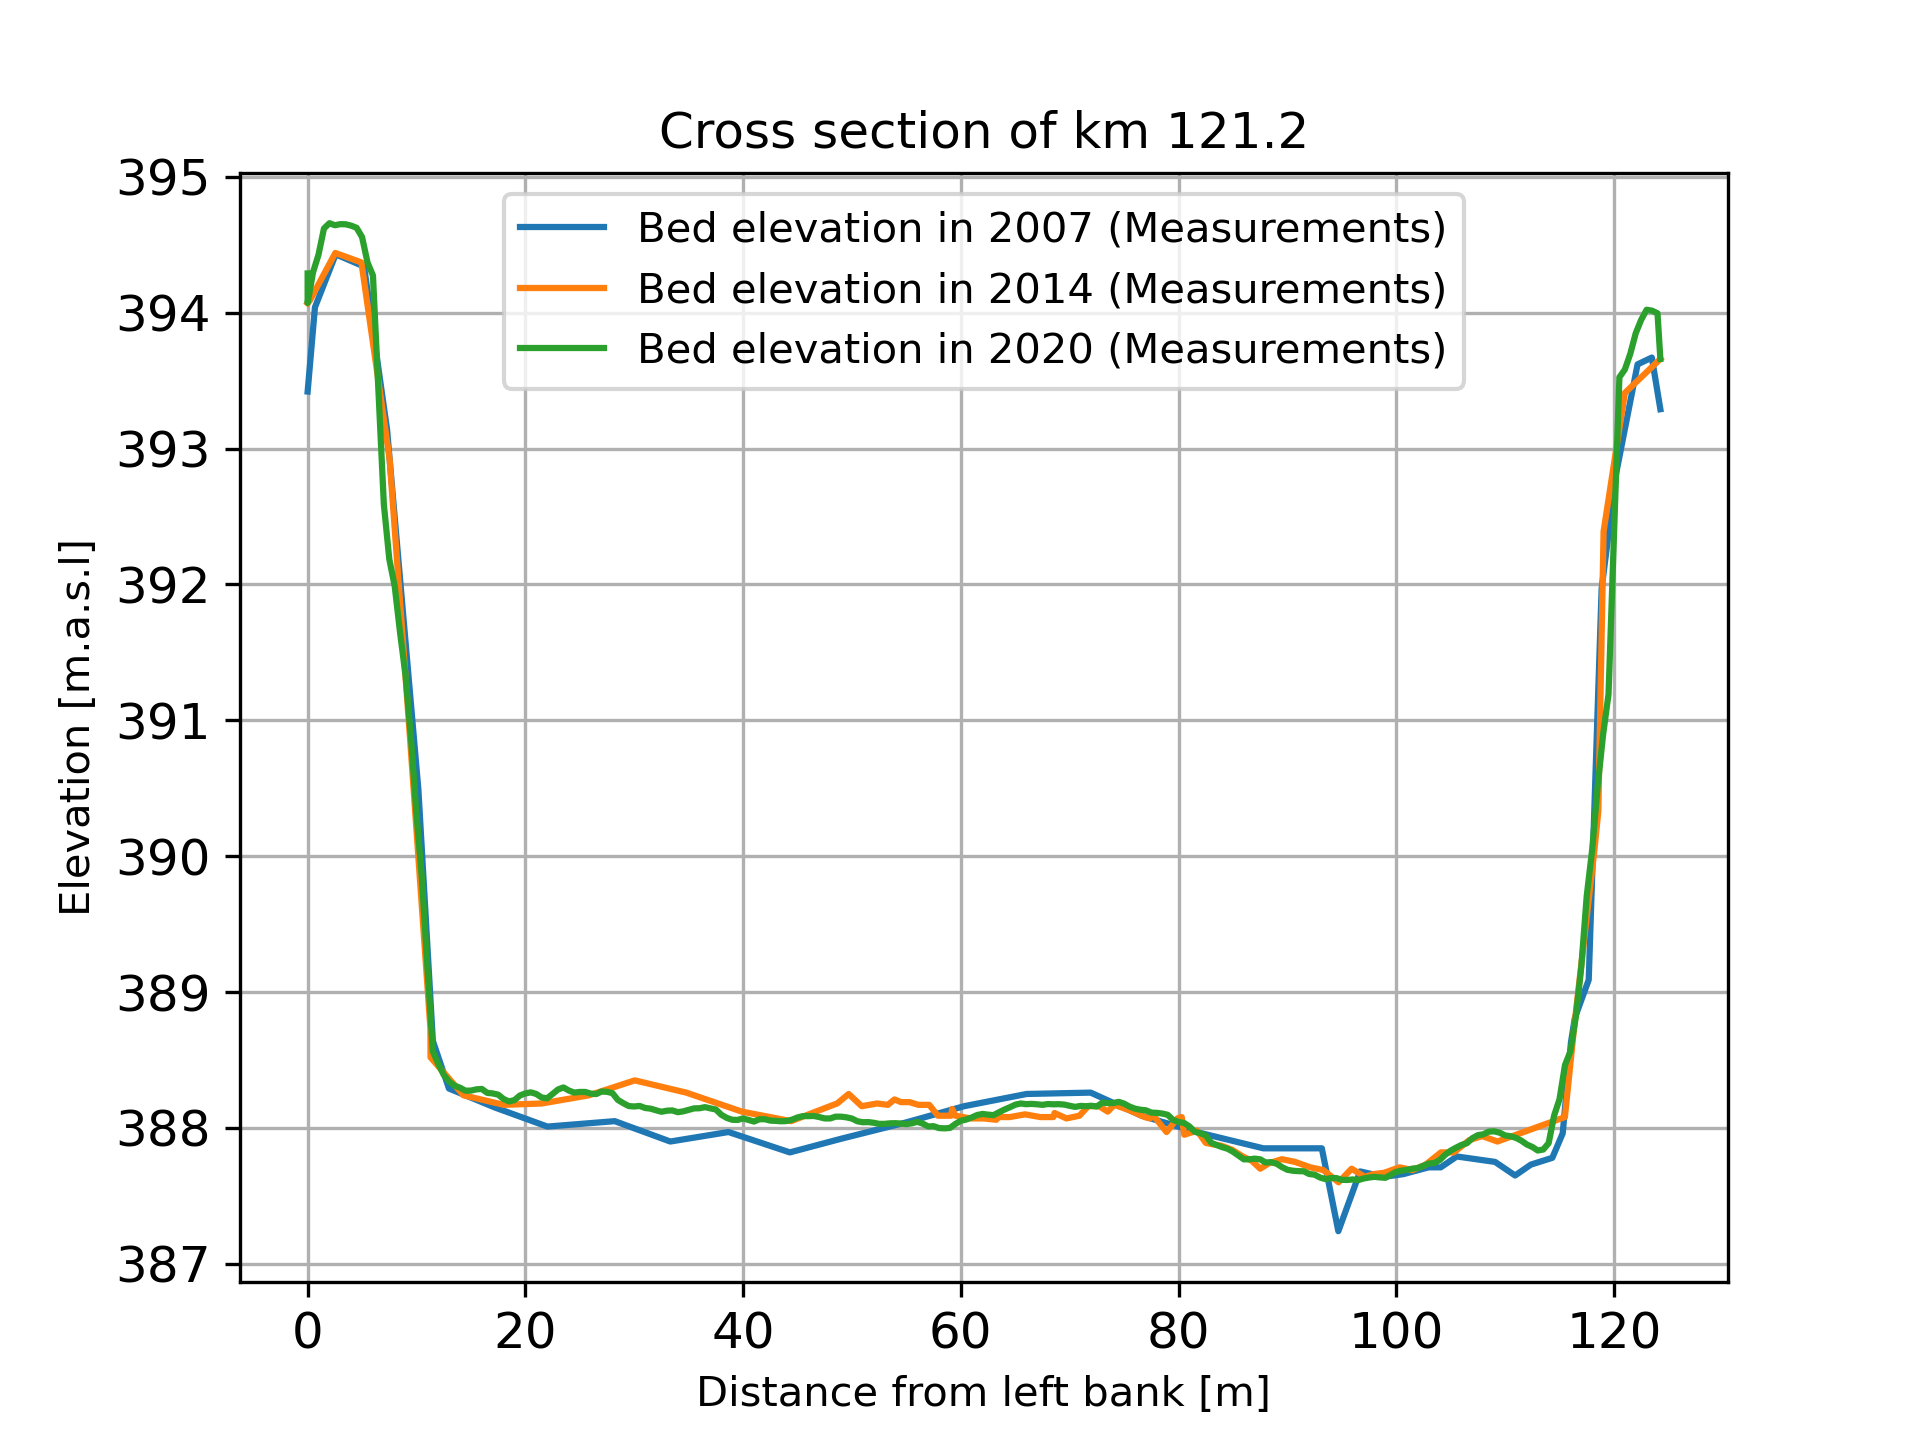 Cross section of km 121.2
Bed elevation in 2007 (Measurements)
Bed elevation in 2014 (Measurements)
Bed elevation in 2020 (Measurements)
Elevation [m.a.s.l]
395
394
393
392
391
390
389
388
387
0 20 40 60 80 100 120
Distance from left bank [m]